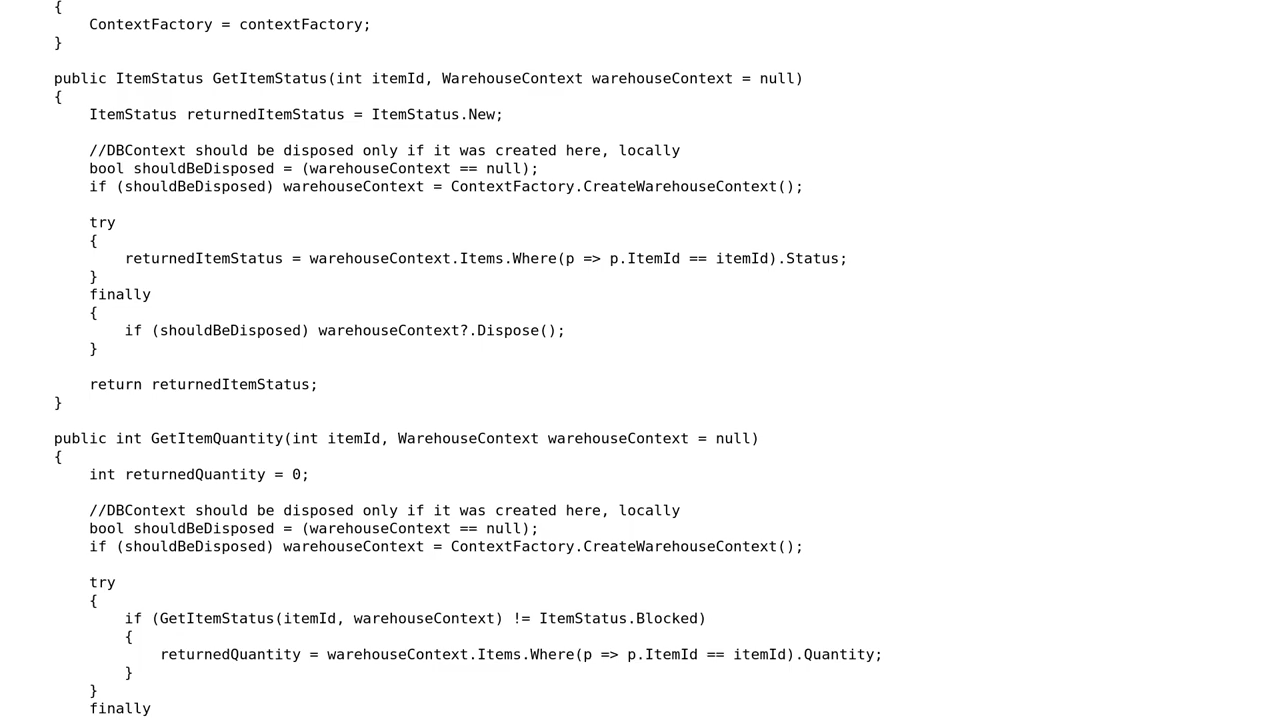 {
ContextFactory = contextFactory;
}
public ItemStatus GetItemStatus(int itemId, WarehouseContext warehouseContext = null)
{
ItemStatus returnedItemStatus = ItemStatus.New;
//DBContext should be disposed only if it was created here, locally
bool shouldBeDisposed = (warehouseContext == null);
if (shouldBeDisposed) warehouseContext = ContextFactory.CreateWarehouseContext();
try
{
returnedItemStatus = warehouseContext.Items.Where(p => p.ItemId == itemId).Status;
}
finally
{
if (shouldBeDisposed) warehouseContext?.Dispose();
}
return returnedItemStatus;
}
public int GetItemQuantity(int itemId, WarehouseContext warehouseContext = null)
{
int returnedQuantity = 0;
//DBContext should be disposed only if it was created here, locally
bool shouldBeDisposed = (warehouseContext == null);
if (shouldBeDisposed) warehouseContext = ContextFactory.CreateWarehouseContext();
try
{
if (GetItemStatus(itemId, warehouseContext) != ItemStatus.Blocked)
{
returnedQuantity = warehouseContext.Items.Where(p => p.ItemId == itemId).Quantity;
}
}
finally